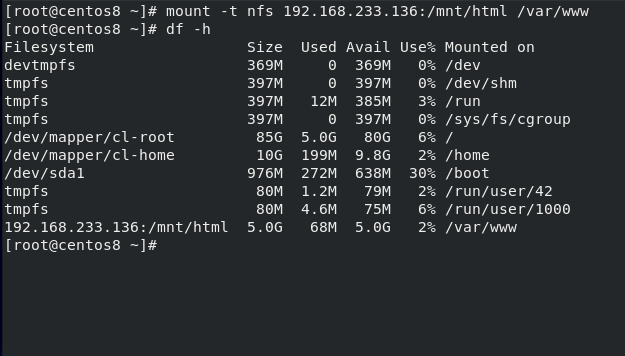 [root@centos8 ~]# mount -t nfs 192.168.233.136:/mnt/html /var/www
[root@centos8 ~]# df -h
Filesystem                 Size  Used Avail Use% Mounted on
devtmpfs                   369M     0  369M   0% /dev
tmpfs                      397M     0  397M   0% /dev/shm
tmpfs                      397M   12M  385M   3% /run
tmpfs                      397M     0  397M   0% /sys/fs/cgroup
/dev/mapper/cl-root         85G  5.0G   80G   6% /
/dev/mapper/cl-home         10G  199M  9.8G   2% /home
/dev/sda1                  976M  272M  638M  30% /boot
tmpfs                       80M  1.2M   79M   2% /run/user/42
tmpfs                       80M  4.6M   75M   6% /run/user/1000
192.168.233.136:/mnt/html  5.0G   68M  5.0G   2% /var/www
[root@centos8 ~]#